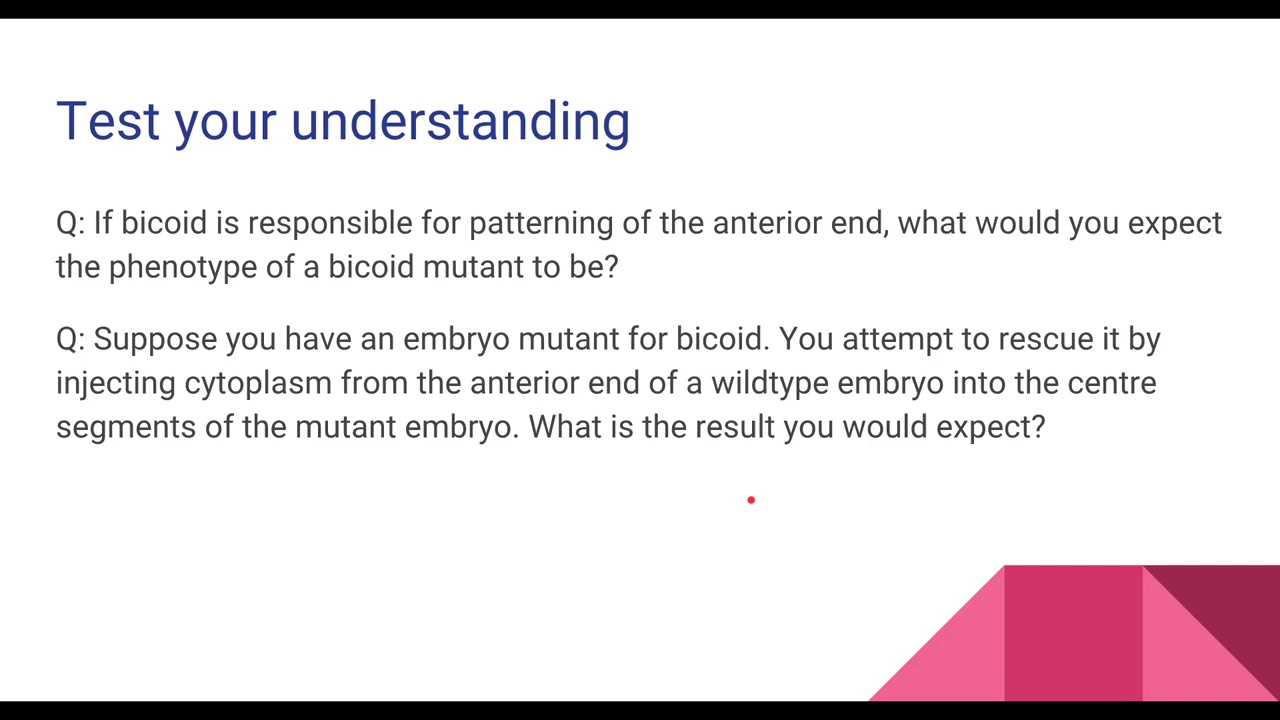 Test your understanding
Q: If bicoid is responsible for patterning of the anterior end, what would you expect
the phenotype of a bicoid mutant to be?
Q: Suppose you have an embryo mutant for bicoid. You attempt to rescue it by
injecting cytoplasm from the anterior end of a wildtype embryo into the centre
segments of the mutant embryo. What is the result you would expect?